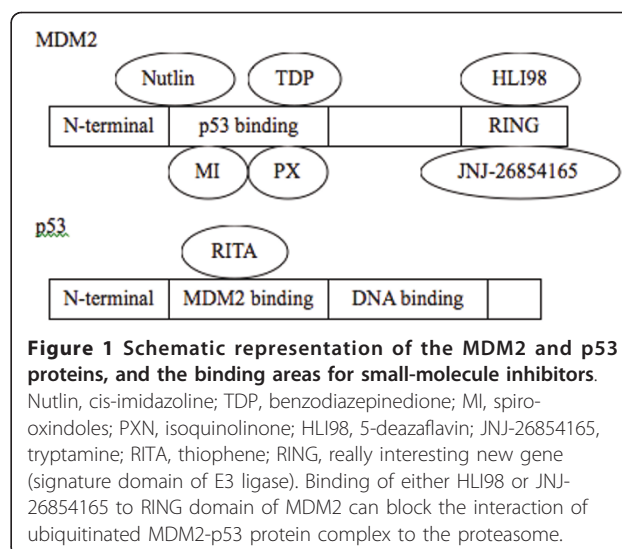 MDM2
Nutlin TDP HLI98
N-terminal p53 binding RING
MI PX JNJ-26854165
p53
RITA
N-terminal MDM2 binding DNA binding
Figure 1 Schematic representation of the MDM2 and p53
proteins, and the binding areas for small-molecule inhibitors.
Nutlin, cis-imidazoline; TDP, benzodiazepinedione; MI, spiro-
oxindoles; PXN, isoquinolinone; HLI98, 5-deazaflavin; JNJ-26854165,
tryptamine; RITA, thiophene; RING, really interesting new gene
(signature domain of E3 ligase). Binding of either HLI98 or JNJ-
26854165 to RING domain of MDM2 can block the interaction of
ubiquitinated MDM2-p53 protein complex to the proteasome.